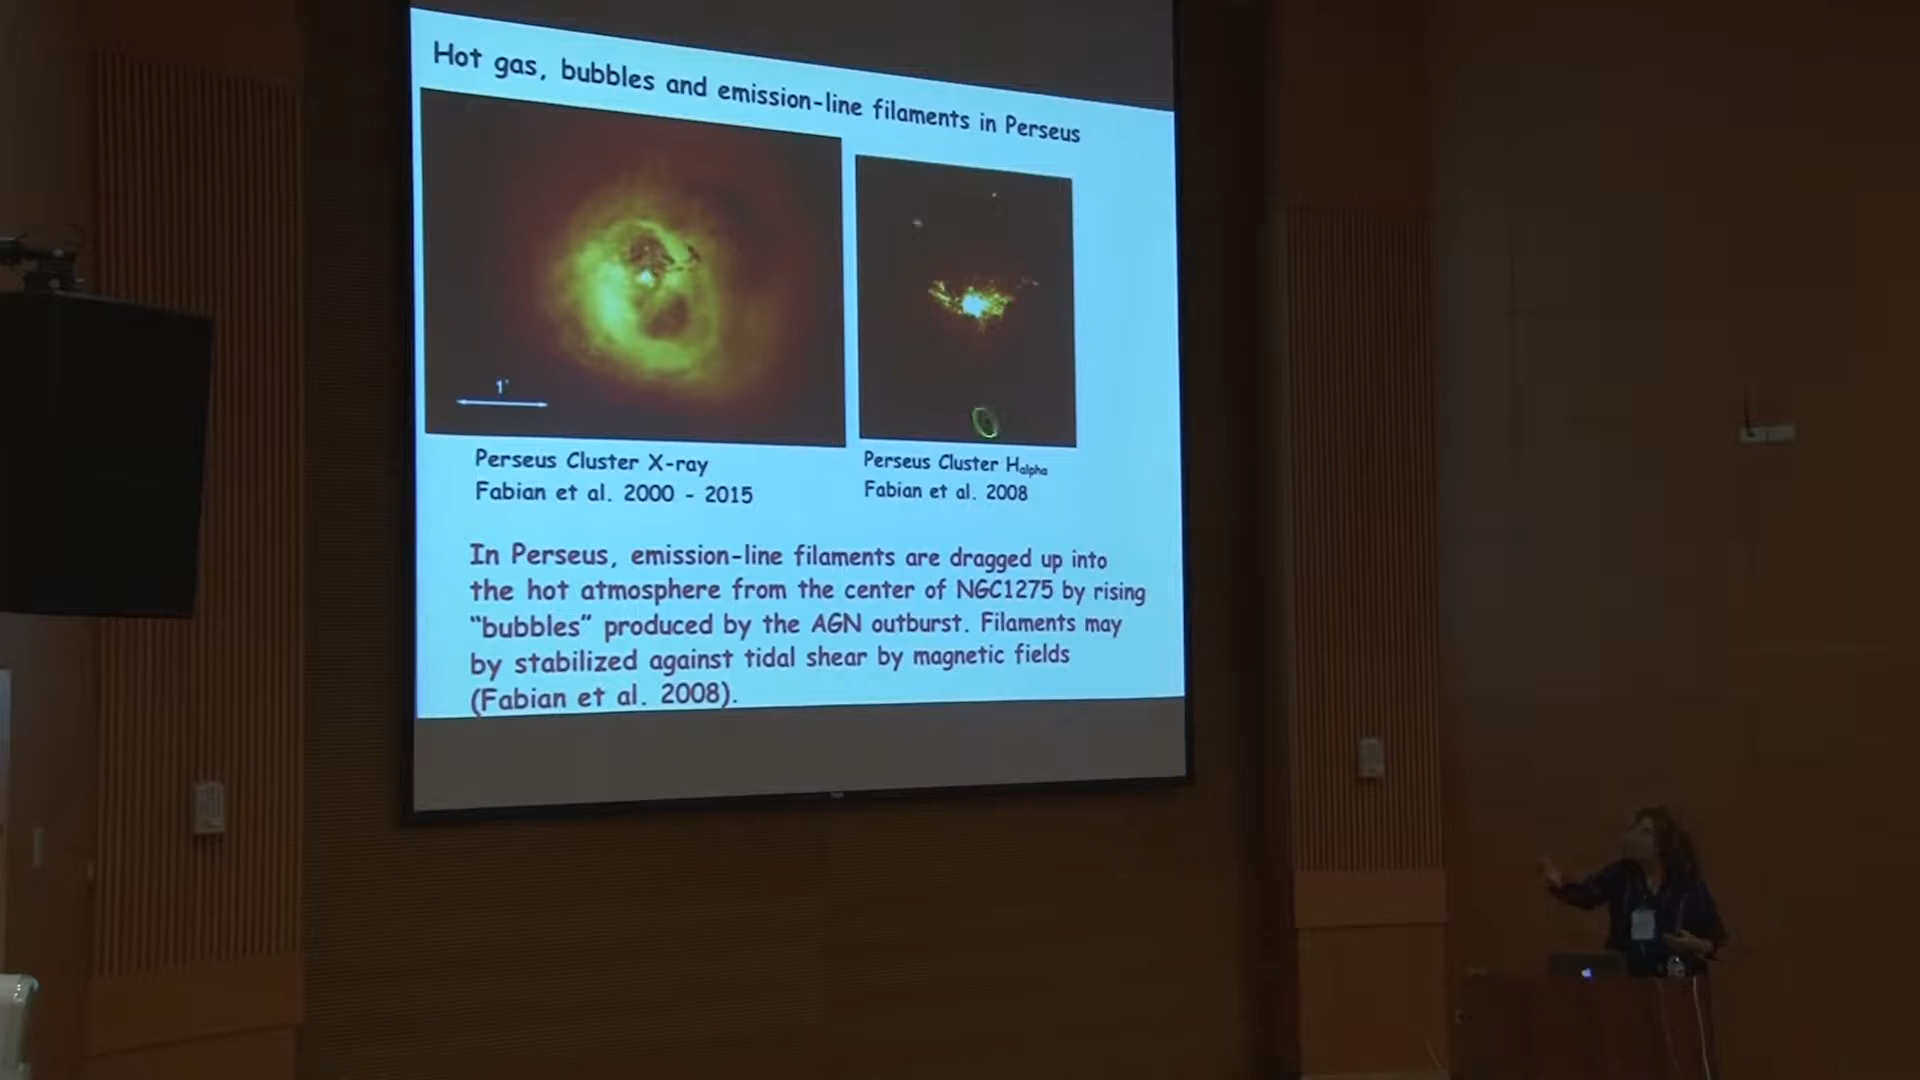 Hot gas, bubbles and emission-line filaments in Perseus
1'
Perseus Cluster X-ray
Fabian et al. 2000 - 2015
Perseus Cluster Halpha
Fabian et al. 2008
In Perseus, emission-line filaments are dragged up into
the hot atmosphere from the center of NGC1275 by rising
“bubbles” produced by the AGN outburst. Filaments may
by stabilized against tidal shear by magnetic fields
(Fabian et al. 2008).